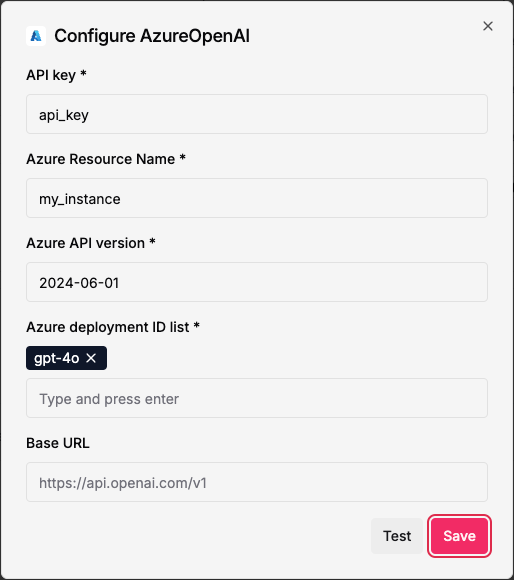 Configure AzureOpenAI
API key *
api_key
Azure Resource Name *
my_instance
Azure API version *
2024-06-01
Azure deployment ID list *
gpt-4o
Type and press enter
Base URL
https://api.openai.com/v1
Test Save